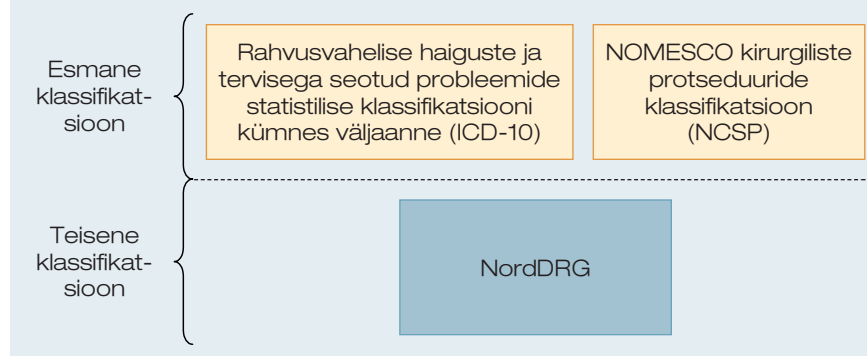 Esmane
klassifikat-
sioon
Rahvusvahelise haiguste ja
tervisega seotud probleemide
statistilise klassifikatsiooni
kümnes väljaanne (ICD-10)
NOMESCO kirurgiliste
protseduuride
klassifikatsioon
(NCSP)
Teisene
klassifikat-
sioon
NordDRG